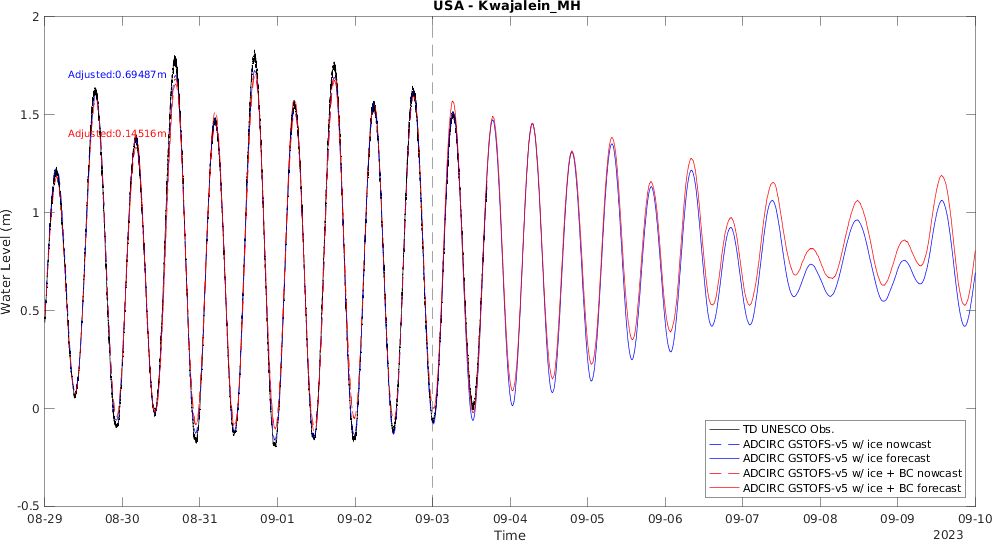 USA - Kwajalein_MH
2
1.5
1
0.5
0
-0.5
Water Level (m)
Adjusted:0.69487m
Adjusted:0.14516m
TD UNESCO Obs.
ADCIRC GSTOFS-v5 w/ ice nowcast
ADCIRC GSTOFS-v5 w/ ice forecast
ADCIRC GSTOFS-v5 w/ ice + BC nowcast
ADCIRC GSTOFS-v5 w/ ice + BC forecast
08-29 08-30 08-31 09-01 09-02 09-03 09-04 09-05 09-06 09-07 09-08 09-09 09-10
Time
2023